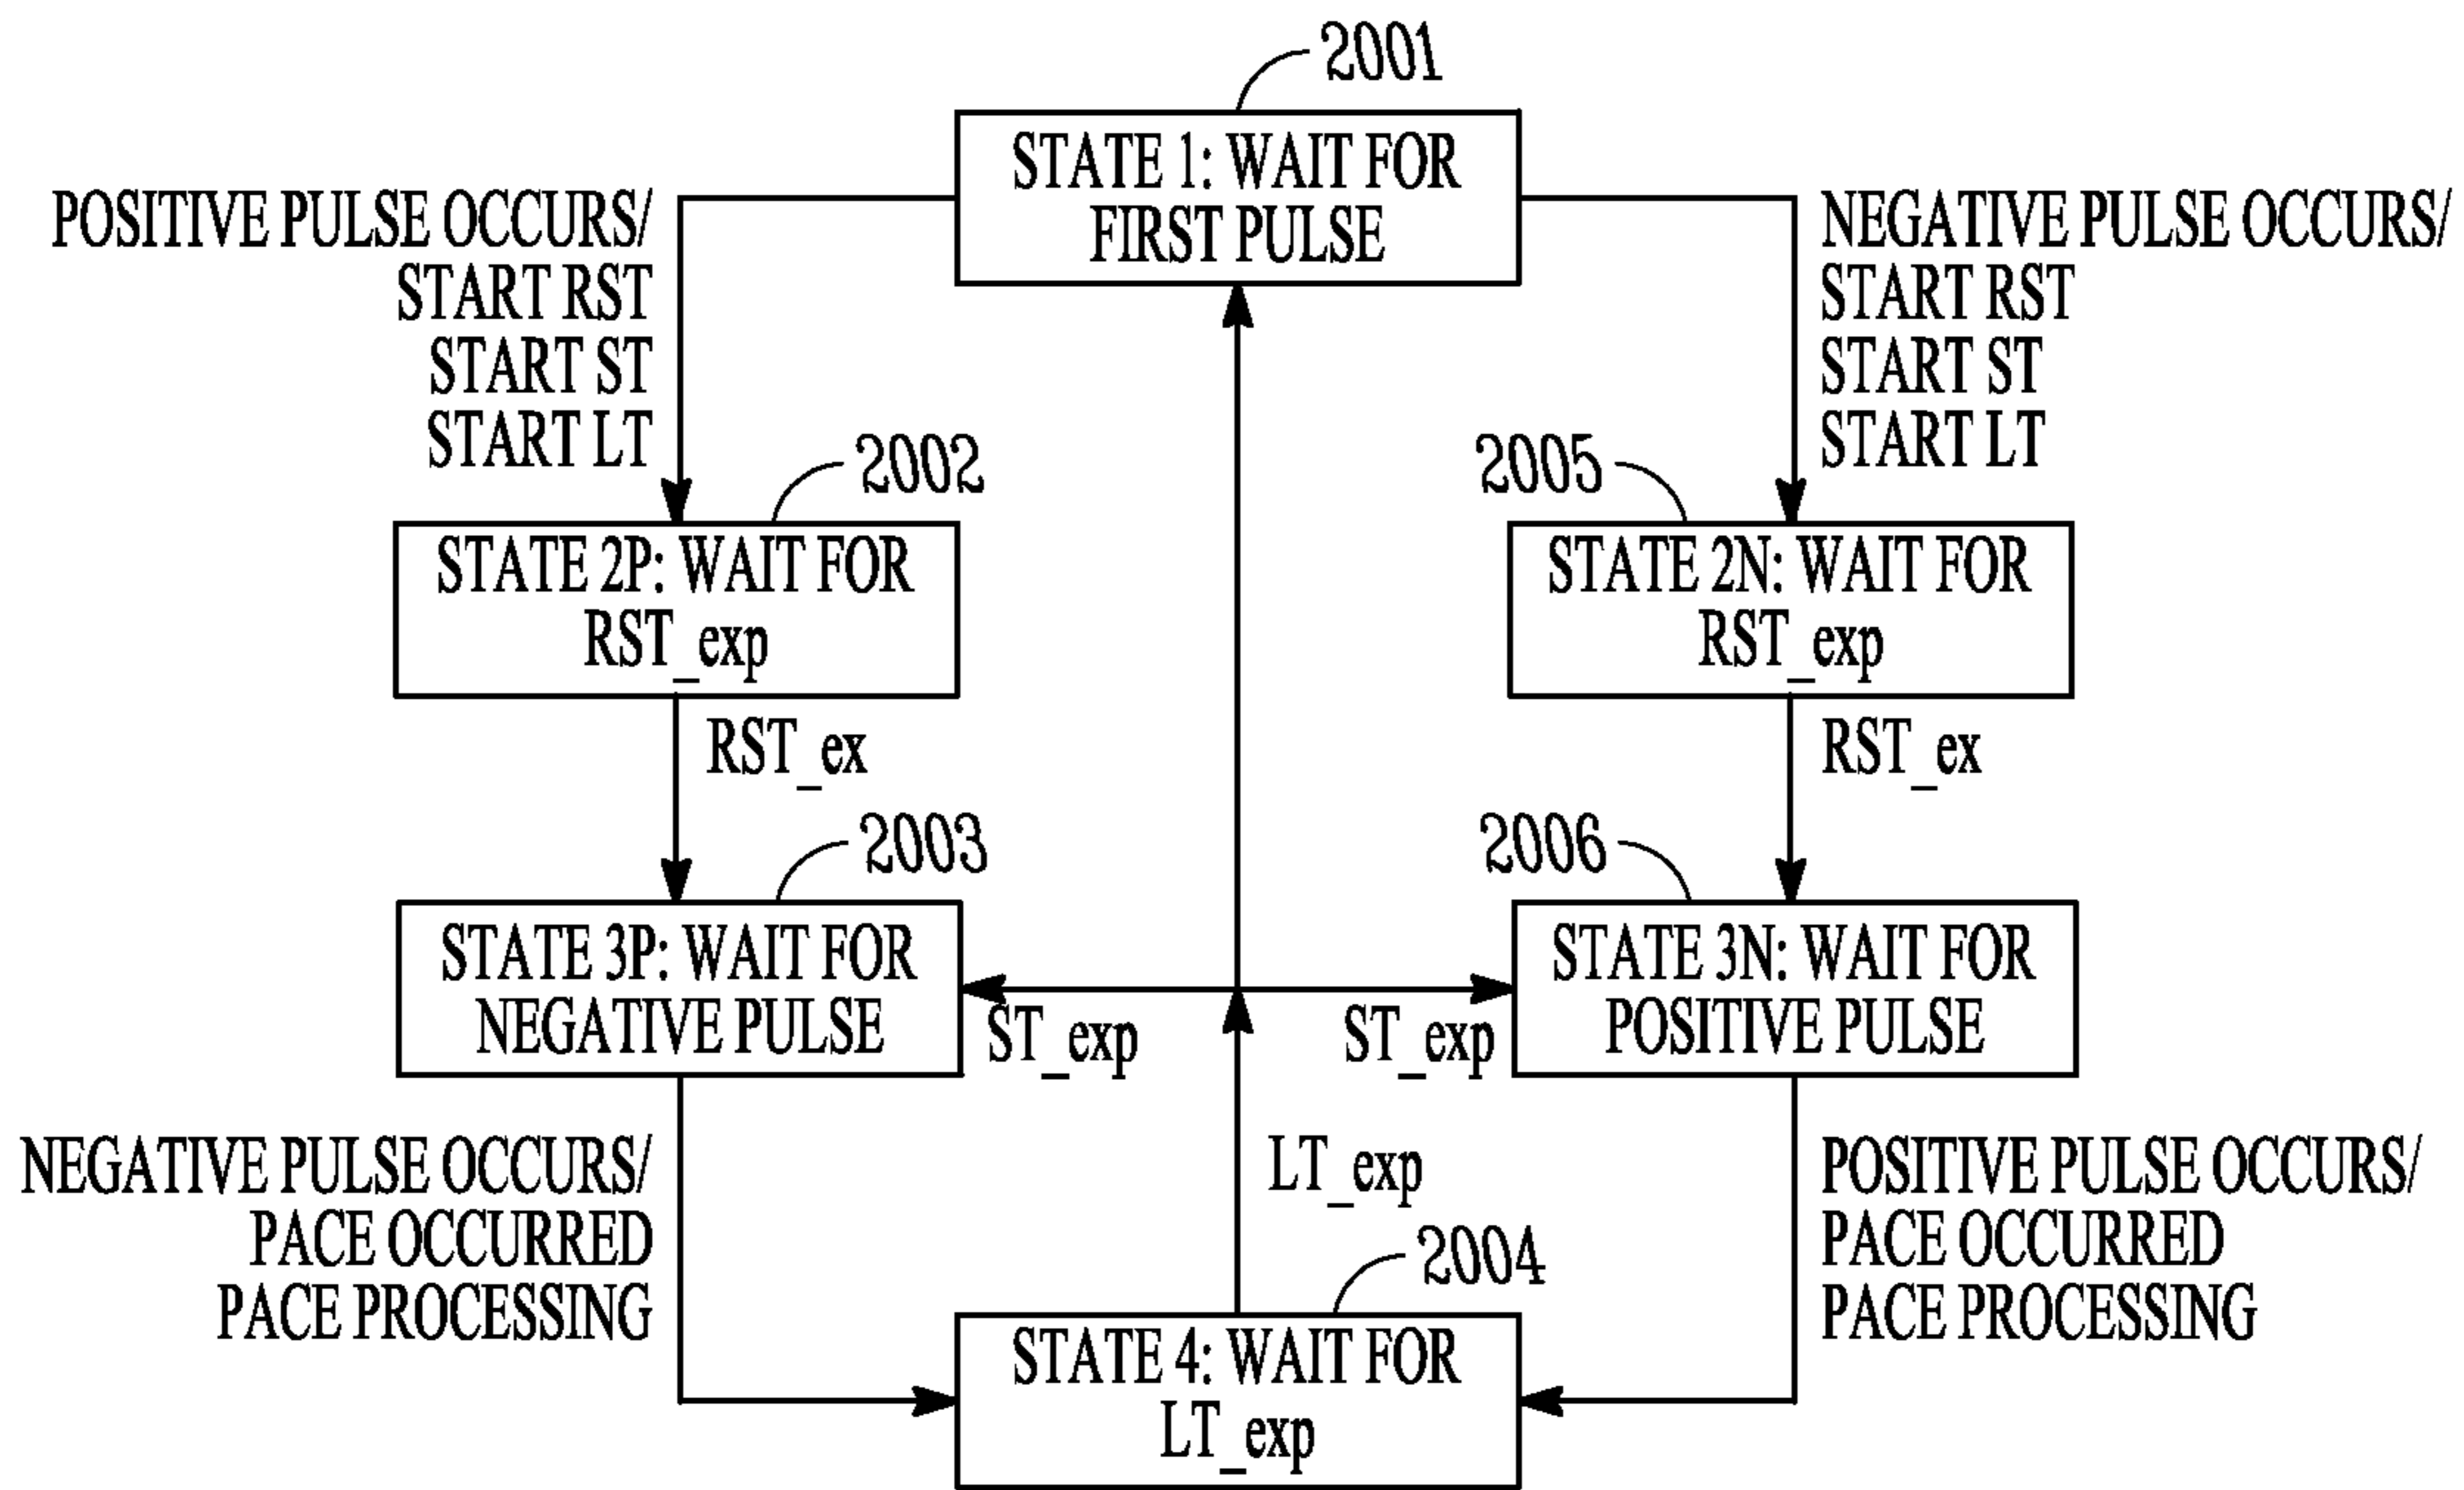 2001
STATE 1: WAIT FOR
FIRST PULSE
POSITIVE PULSE OCCURS/
START RST
START ST
START LT
NEGATIVE PULSE OCCURS/
START RST
START ST
START LT
2002
STATE 2P: WAIT FOR
RST_exp
2005
STATE 2N: WAIT FOR
RST_exp
RST_ex
RST_ex
2003
STATE 3P: WAIT FOR
NEGATIVE PULSE
2006
STATE 3N: WAIT FOR
POSITIVE PULSE
ST_exp
ST_exp
NEGATIVE PULSE OCCURS/
PACE OCCURRED
PACE PROCESSING
LT_exp
POSITIVE PULSE OCCURS/
PACE OCCURRED
PACE PROCESSING
2004
STATE 4: WAIT FOR
LT_exp